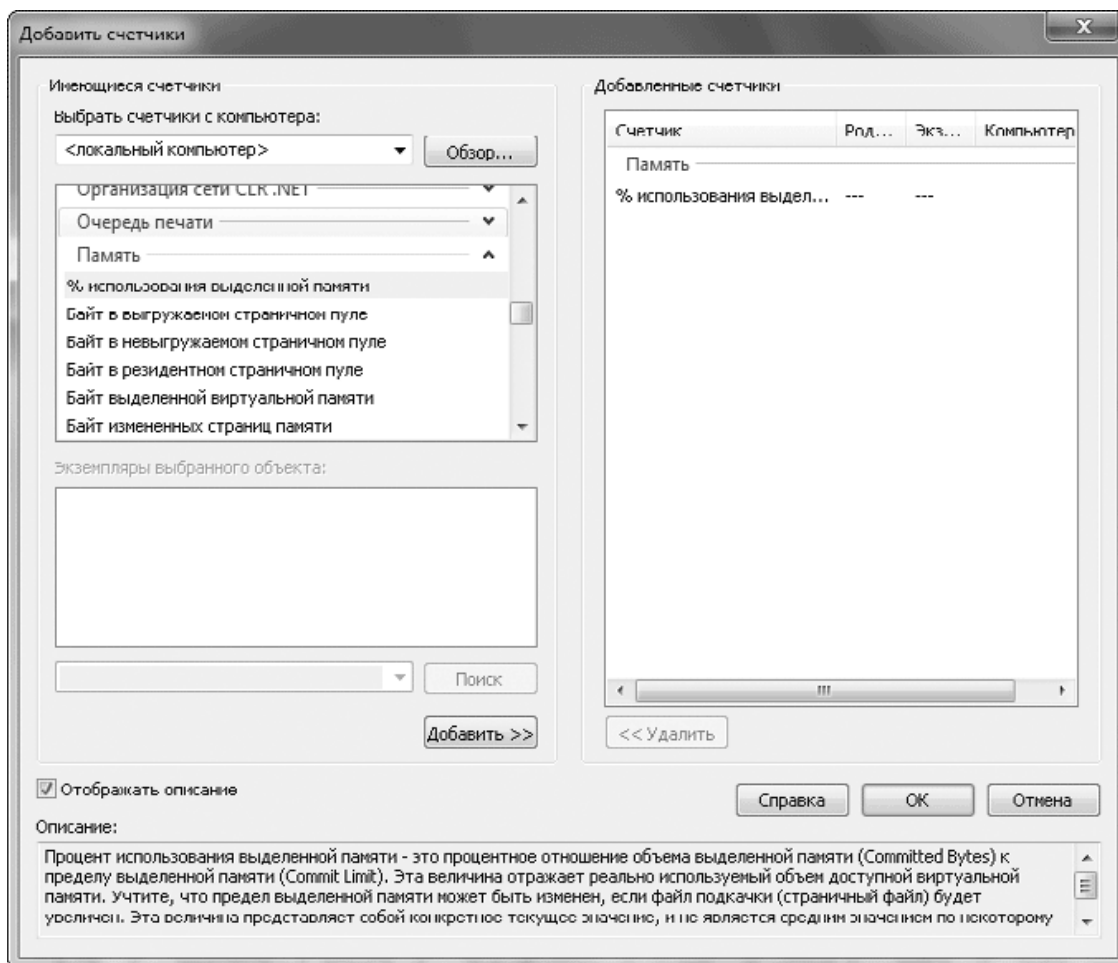 Добавить счетчики
Имеющиеся счетчики
Выбрать счетчики с компьютера:
<локальный компьютер>
Обзор...
Организация сети CLR .NET
Очередь печати
Память
% использования выделенной памяти
Байт в выгружаемом страничном пуле
Байт в невыгружаемом страничном пуле
Байт в резидентном страничном пуле
Байт выделенной виртуальной памяти
Байт измененных страниц памяти
Экземпляры выбранного объекта:
Поиск
Добавить >>
Добавленные счетчики
Счетчик Род... Экз... Компьютер
Память
% использования выдел... --- ---
<< Удалить
Отображать описание
Справка
OK
Отмена
Описание:
Процент использования выделенной памяти - это процентное отношение объема выделенной памяти (Committed Bytes) к
пределу выделенной памяти (Commit Limit). Эта величина отражает реально используемый объем доступной виртуальной
памяти. Учтите, что предел выделенной памяти может быть изменен, если файл подкачки (страничный файл) будет
увеличен. Эта величина представляет собой конкретное текущее значение, и не является средним значением по некоторому